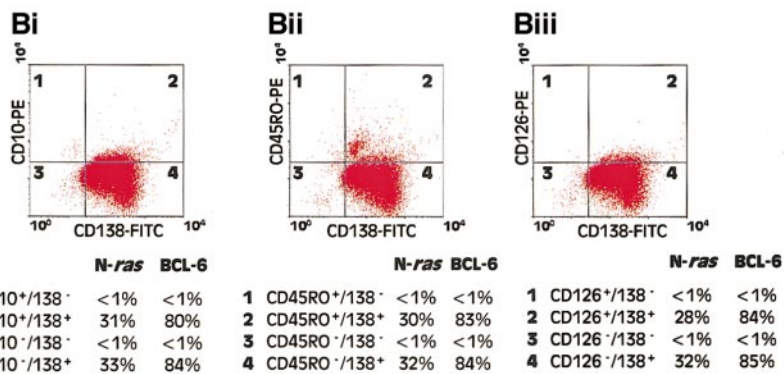 Bi
Bii
Biii
10⁴
1
2
3
4
CD10-PE
10⁰
CD138-FITC
10⁴
10⁴
1
2
3
4
CD45RO-PE
10⁰
CD138-FITC
10⁴
10⁴
1
2
3
4
CD126-PE
10⁰
CD138-FITC
10⁴
N-ras BCL-6
10⁺/138⁻ <1% <1%
10⁺/138⁺ 31% 80%
10⁻/138⁻ <1% <1%
10⁻/138⁺ 33% 84%
N-ras BCL-6
1 CD45RO⁺/138⁻ <1% <1%
2 CD45RO⁺/138⁺ 30% 83%
3 CD45RO⁻/138⁻ <1% <1%
4 CD45RO⁻/138⁺ 32% 84%
N-ras BCL-6
1 CD126⁺/138⁻ <1% <1%
2 CD126⁺/138⁺ 28% 84%
3 CD126⁻/138⁻ <1% <1%
4 CD126⁻/138⁺ 32% 85%